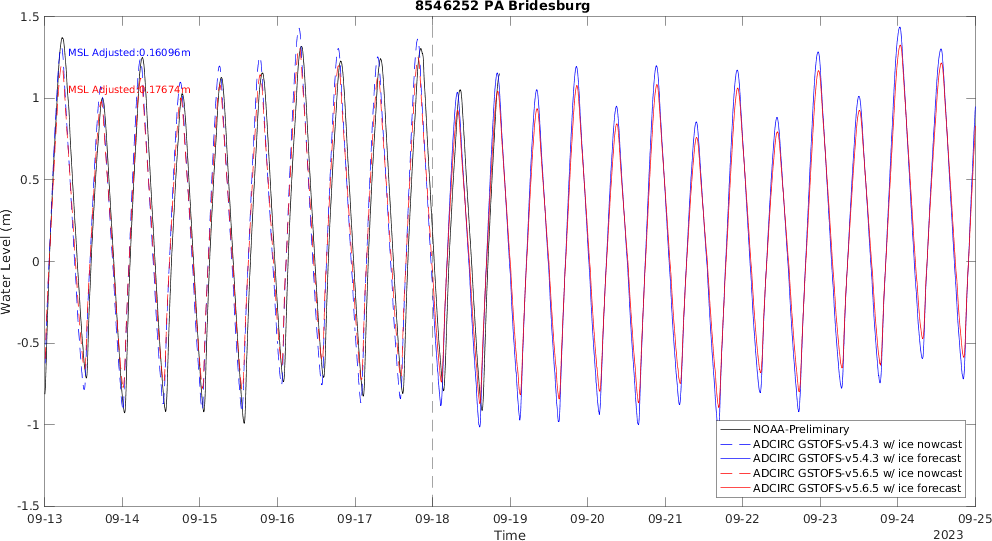 8546252 PA Bridesburg
1.5
1
0.5
0
-0.5
-1
-1.5
Water Level (m)
MSL Adjusted:0.16096m
MSL Adjusted:0.17674m
NOAA-Preliminary
ADCIRC GSTOFS-v5.4.3 w/ ice nowcast
ADCIRC GSTOFS-v5.4.3 w/ ice forecast
ADCIRC GSTOFS-v5.6.5 w/ ice nowcast
ADCIRC GSTOFS-v5.6.5 w/ ice forecast
09-13 09-14 09-15 09-16 09-17 09-18 09-19 09-20 09-21 09-22 09-23 09-24 09-25
Time
2023